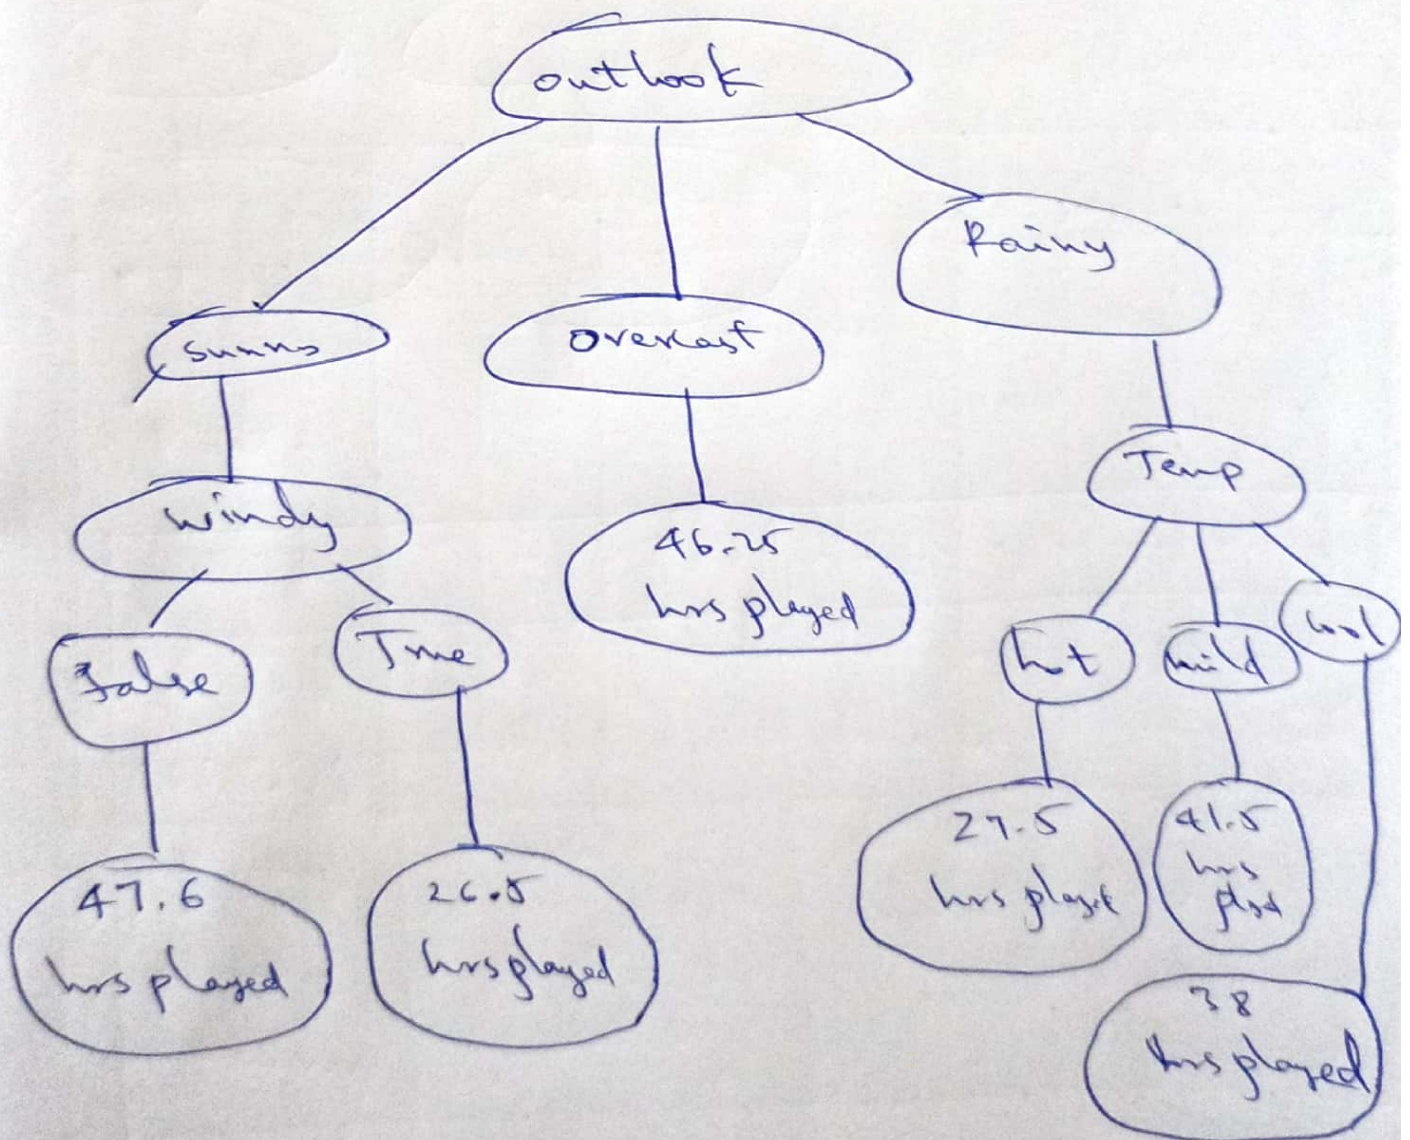 outlook
Rainy
sunny
overcast
Temp
windy
46.25
hrs played
False
True
hot
mild
cool
47.6
hrs played
26.5
hrs played
27.5
hrs played
41.5
hrs
plyd
38
hrs played